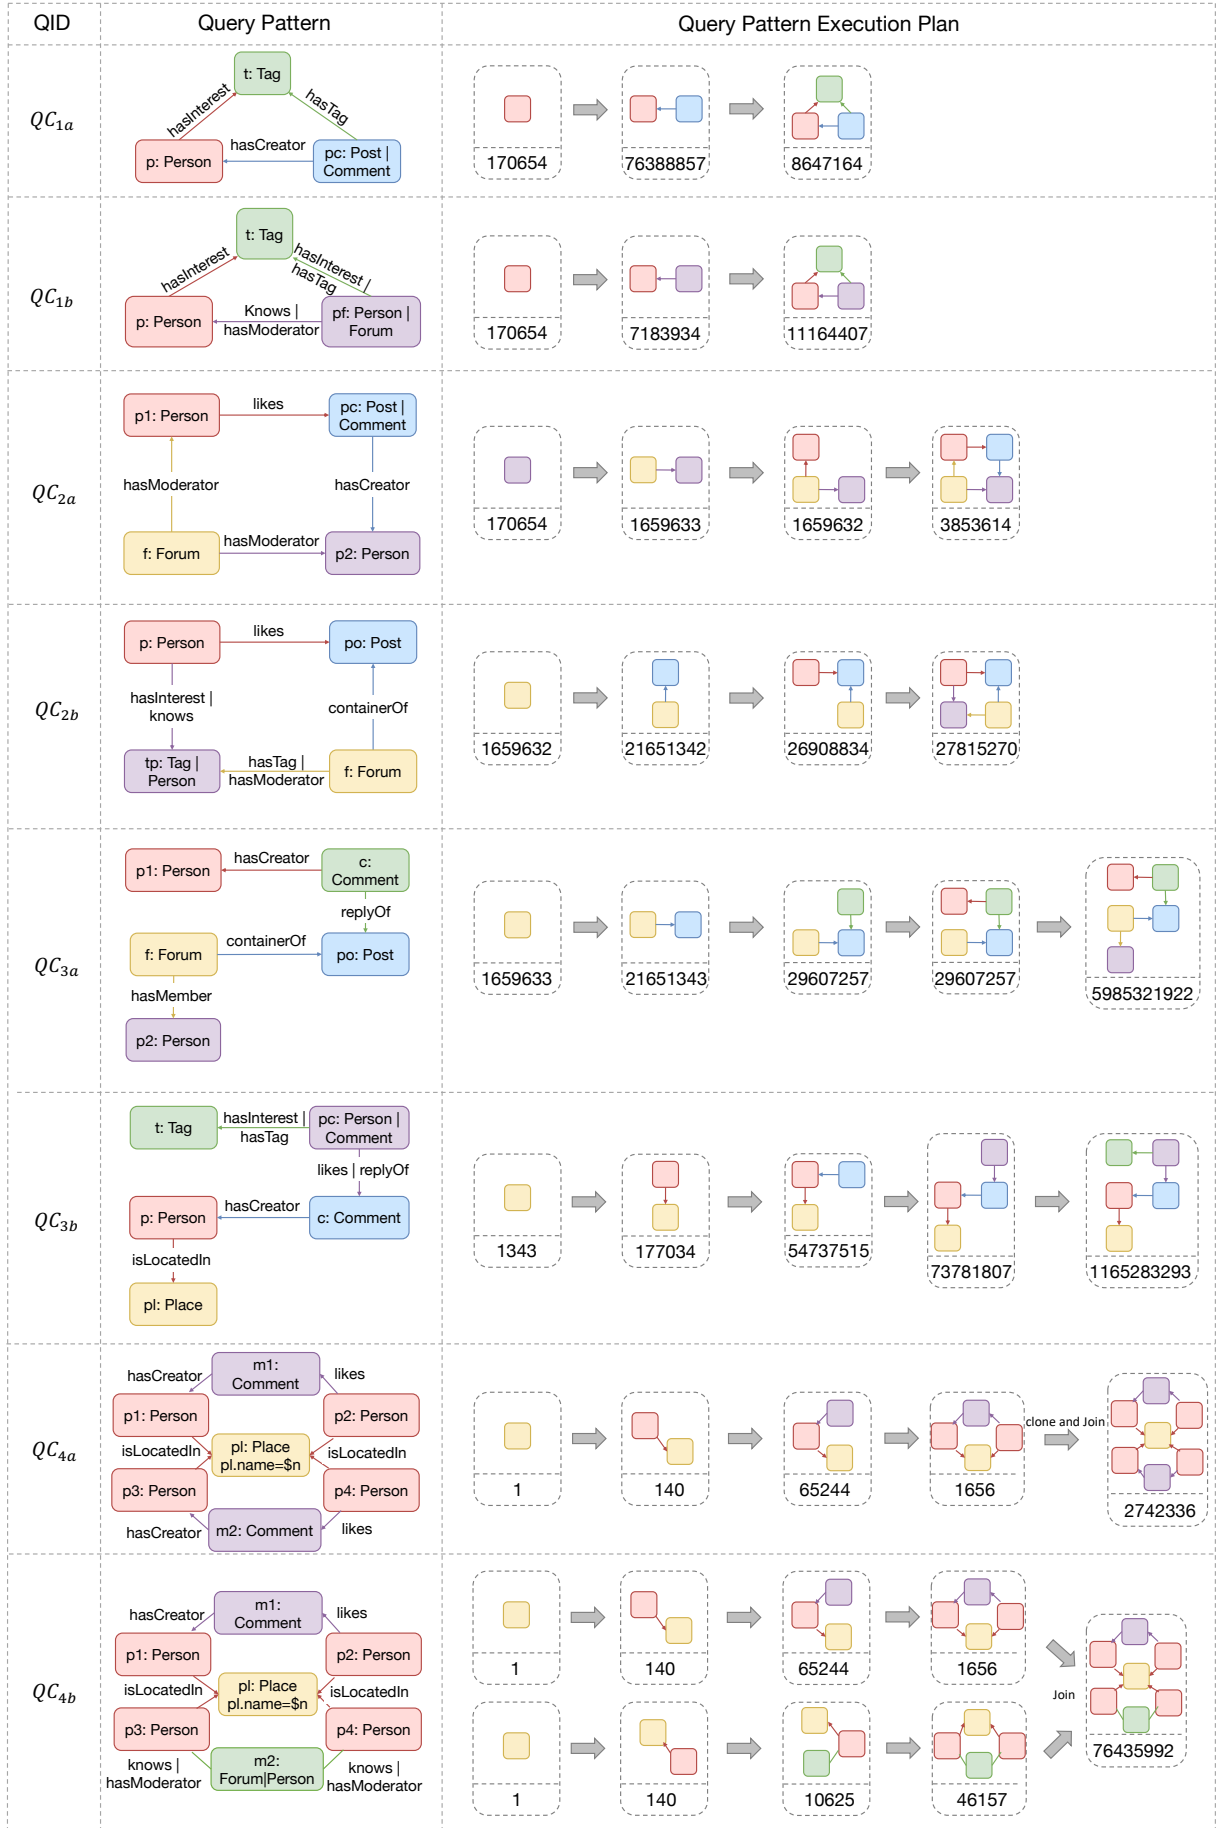 QID
Query Pattern
Query Pattern Execution Plan
QC1a
t: Tag
hasInterest
hasTag
hasCreator
p: Person
pc: Post |
Comment
170654
76388857
8647164
QC1b
t: Tag
hasInterest
hasInterest |
hasTag
Knows |
hasModerator
p: Person
pf: Person |
Forum
170654
7183934
11164407
QC2a
p1: Person
likes
pc: Post |
Comment
hasModerator
hasCreator
f: Forum
hasModerator
p2: Person
170654
1659633
1659632
3853614
QC2b
p: Person
likes
po: Post
hasInterest |
knows
containerOf
tp: Tag |
Person
hasTag |
hasModerator
f: Forum
1659632
21651342
26908834
27815270
QC3a
p1: Person
hasCreator
c:
Comment
replyOf
f: Forum
containerOf
po: Post
hasMember
p2: Person
1659633
21651343
29607257
29607257
5985321922
QC3b
t: Tag
hasInterest |
hasTag
pc: Person |
Comment
likes | replyOf
p: Person
hasCreator
c: Comment
isLocatedIn
pl: Place
1343
177034
54737515
73781807
1165283293
QC4a
hasCreator
m1:
Comment
likes
p1: Person
p2: Person
isLocatedIn
pl: Place
pl.name=$n
isLocatedIn
p3: Person
p4: Person
hasCreator
m2: Comment
likes
1
140
65244
1656
clone and Join
2742336
QC4b
hasCreator
m1:
Comment
likes
p1: Person
p2: Person
isLocatedIn
pl: Place
pl.name=$n
isLocatedIn
p3: Person
p4: Person
knows |
hasModerator
m2:
Forum|Person
knows |
hasModerator
1
140
65244
1656
Join
76435992
1
140
10625
46157